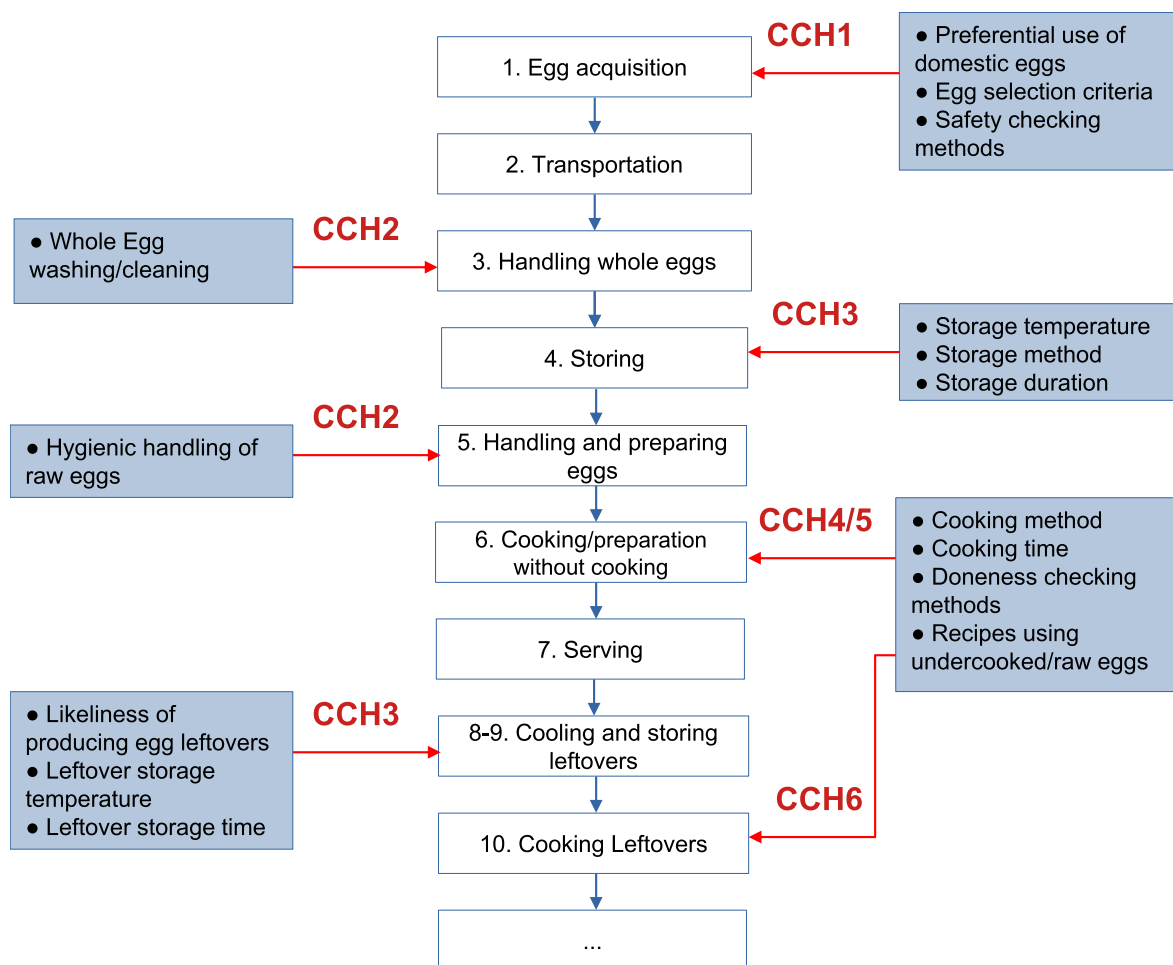 CCH1
● Preferential use of
domestic eggs
● Egg selection criteria
● Safety checking
methods
1. Egg acquisition
2. Transportation
CCH2
● Whole Egg
washing/cleaning
3. Handling whole eggs
CCH3
● Storage temperature
● Storage method
● Storage duration
4. Storing
CCH2
● Hygienic handling of
raw eggs
5. Handling and preparing
eggs
CCH4/5
● Cooking method
● Cooking time
● Doneness checking
methods
● Recipes using
undercooked/raw eggs
6. Cooking/preparation
without cooking
7. Serving
CCH3
● Likeliness of
producing egg leftovers
● Leftover storage
temperature
● Leftover storage time
8-9. Cooling and storing
leftovers
CCH6
10. Cooking Leftovers
...